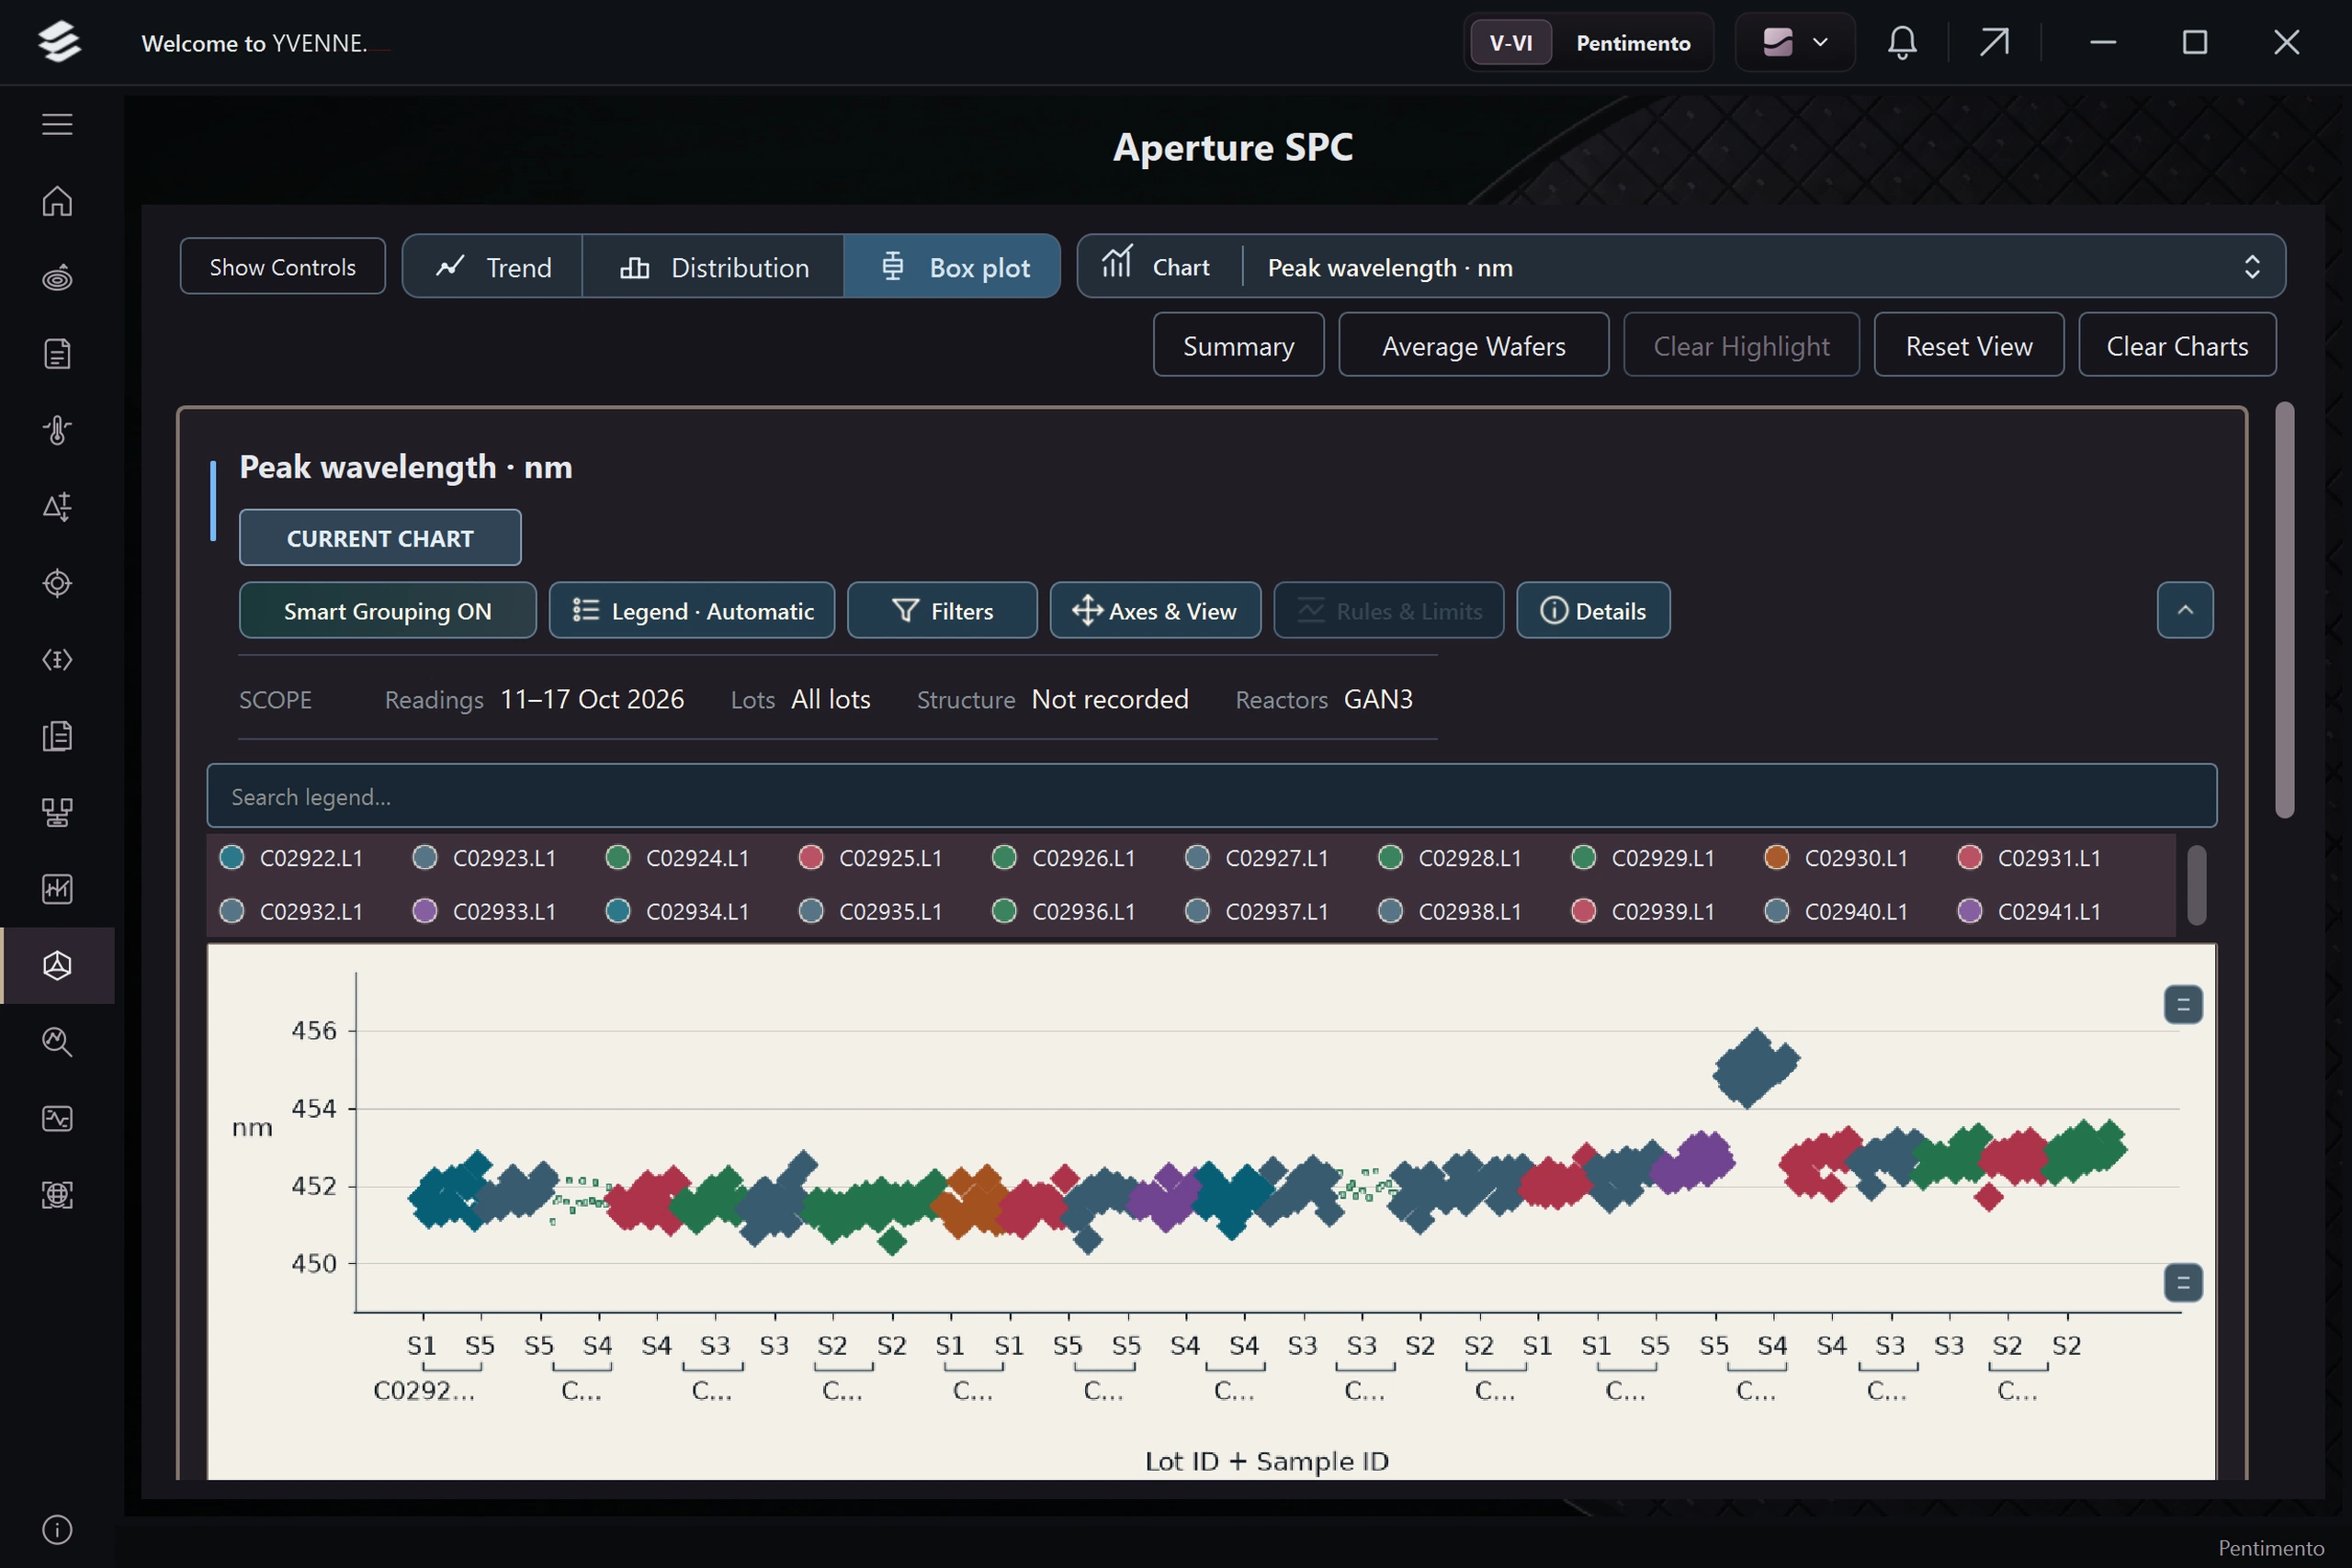 Welcome to YVENNE.
V-VI Pentimento
Aperture SPC
Show Controls Trend Distribution Box plot Chart Peak wavelength · nm
Summary Average Wafers Clear Highlight Reset View Clear Charts
Peak wavelength · nm
CURRENT CHART
Smart Grouping ON Legend · Automatic Filters Axes & View Rules & Limits Details
SCOPE Readings 11–17 Oct 2026 Lots All lots Structure Not recorded Reactors GAN3
Search legend...
C02922.L1 C02923.L1 C02924.L1 C02925.L1 C02926.L1 C02927.L1 C02928.L1 C02929.L1 C02930.L1 C02931.L1
C02932.L1 C02933.L1 C02934.L1 C02935.L1 C02936.L1 C02937.L1 C02938.L1 C02939.L1 C02940.L1 C02941.L1
456
454
nm
452
450
S1 S5 S5 S4 S4 S3 S3 S2 S2 S1 S1 S5 S5 S4 S4 S3 S3 S2 S2 S1 S1 S5 S5 S4 S4 S3 S3 S2 S2
C0292... C... C... C... C... C... C... C... C... C... C... C... C...
Lot ID + Sample ID
Pentimento